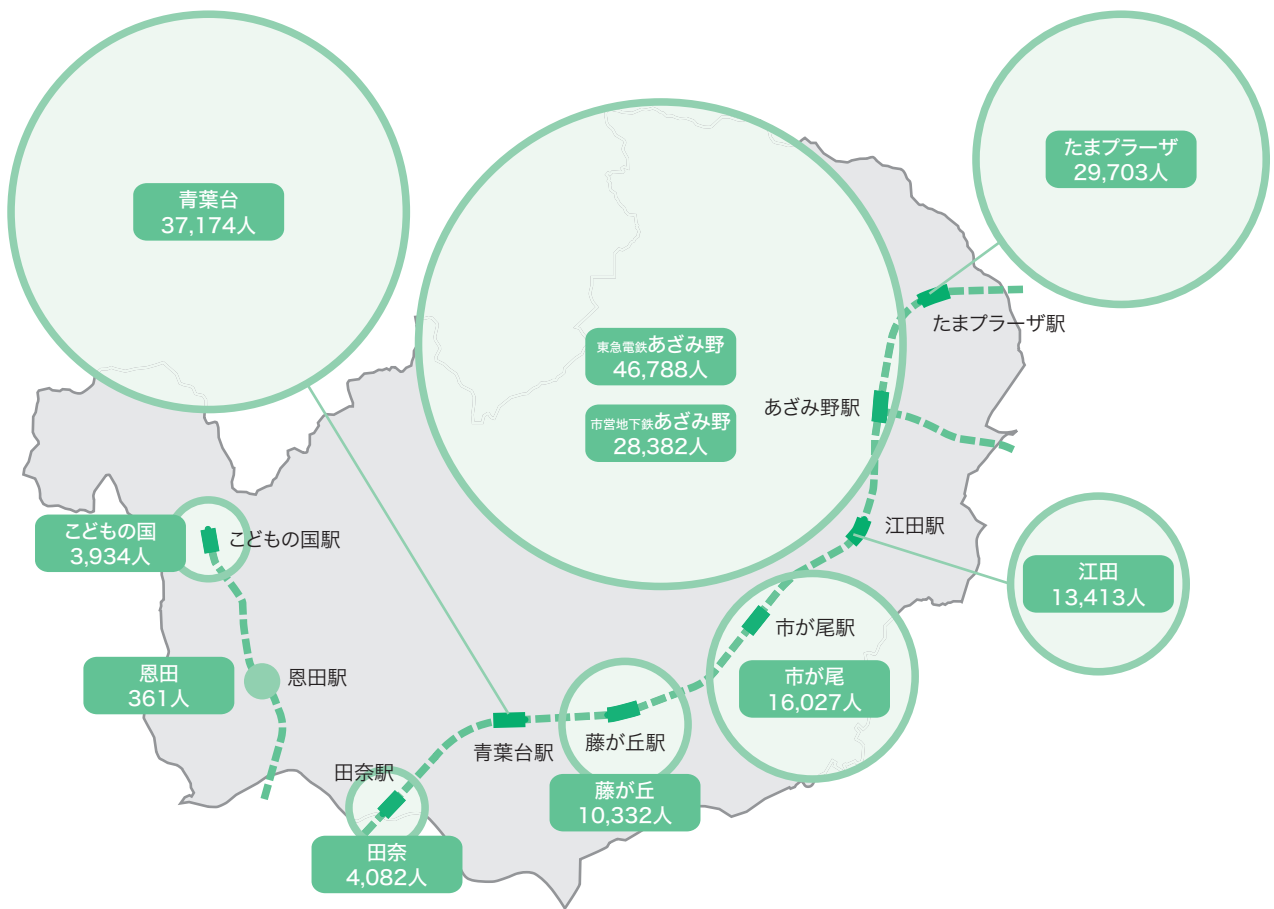 青葉台
37,174人
たまプラーザ
29,703人
たまプラーザ駅
東急電鉄あざみ野
46,788人
あざみ野駅
市営地下鉄あざみ野
28,382人
こどもの国
3,934人
こどもの国駅
江田駅
江田
13,413人
市が尾駅
市が尾
16,027人
恩田
361人
恩田駅
藤が丘駅
青葉台駅
田奈駅
藤が丘
10,332人
田奈
4,082人